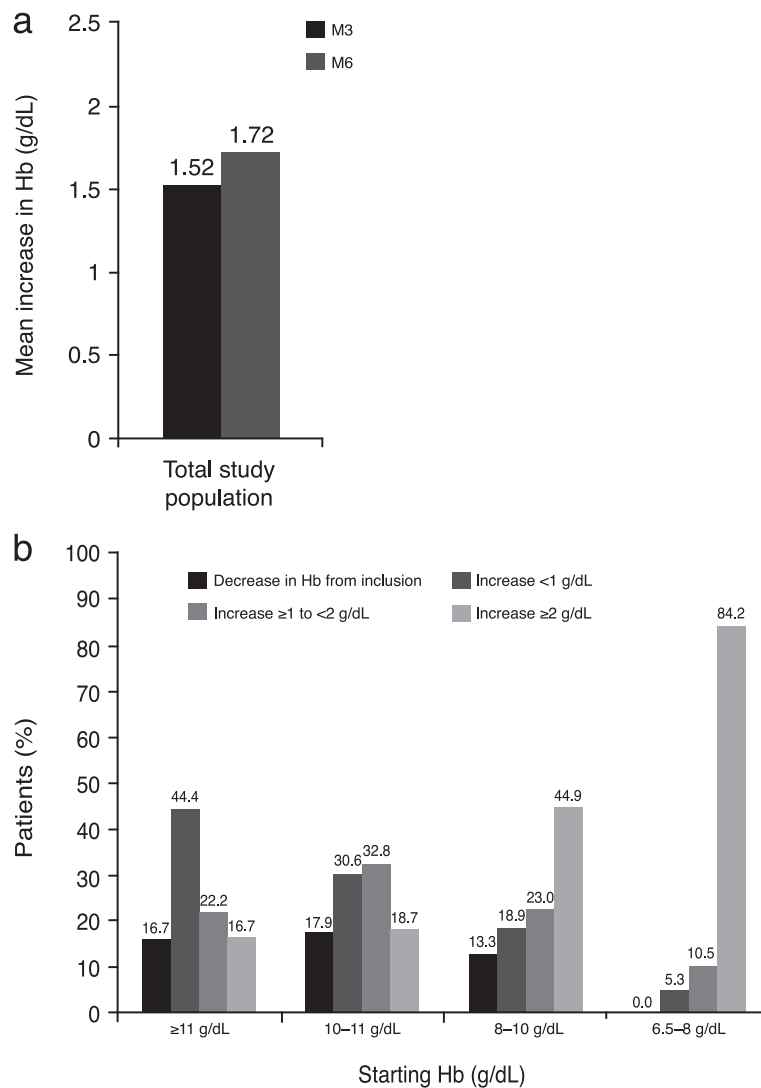 a
M3
M6
Mean increase in Hb (g/dL)
2.5
2
1.5
1
0.5
0
1.52
1.72
Total study
population
b
Patients (%)
100
90
80
70
60
50
40
30
20
10
0
Decrease in Hb from inclusion
Increase <1 g/dL
Increase ≥1 to <2 g/dL
Increase ≥2 g/dL
16.7
44.4
22.2
16.7
17.9
30.6
32.8
18.7
13.3
18.9
23.0
44.9
0.0
5.3
10.5
84.2
≥11 g/dL
10–11 g/dL
8–10 g/dL
6.5–8 g/dL
Starting Hb (g/dL)